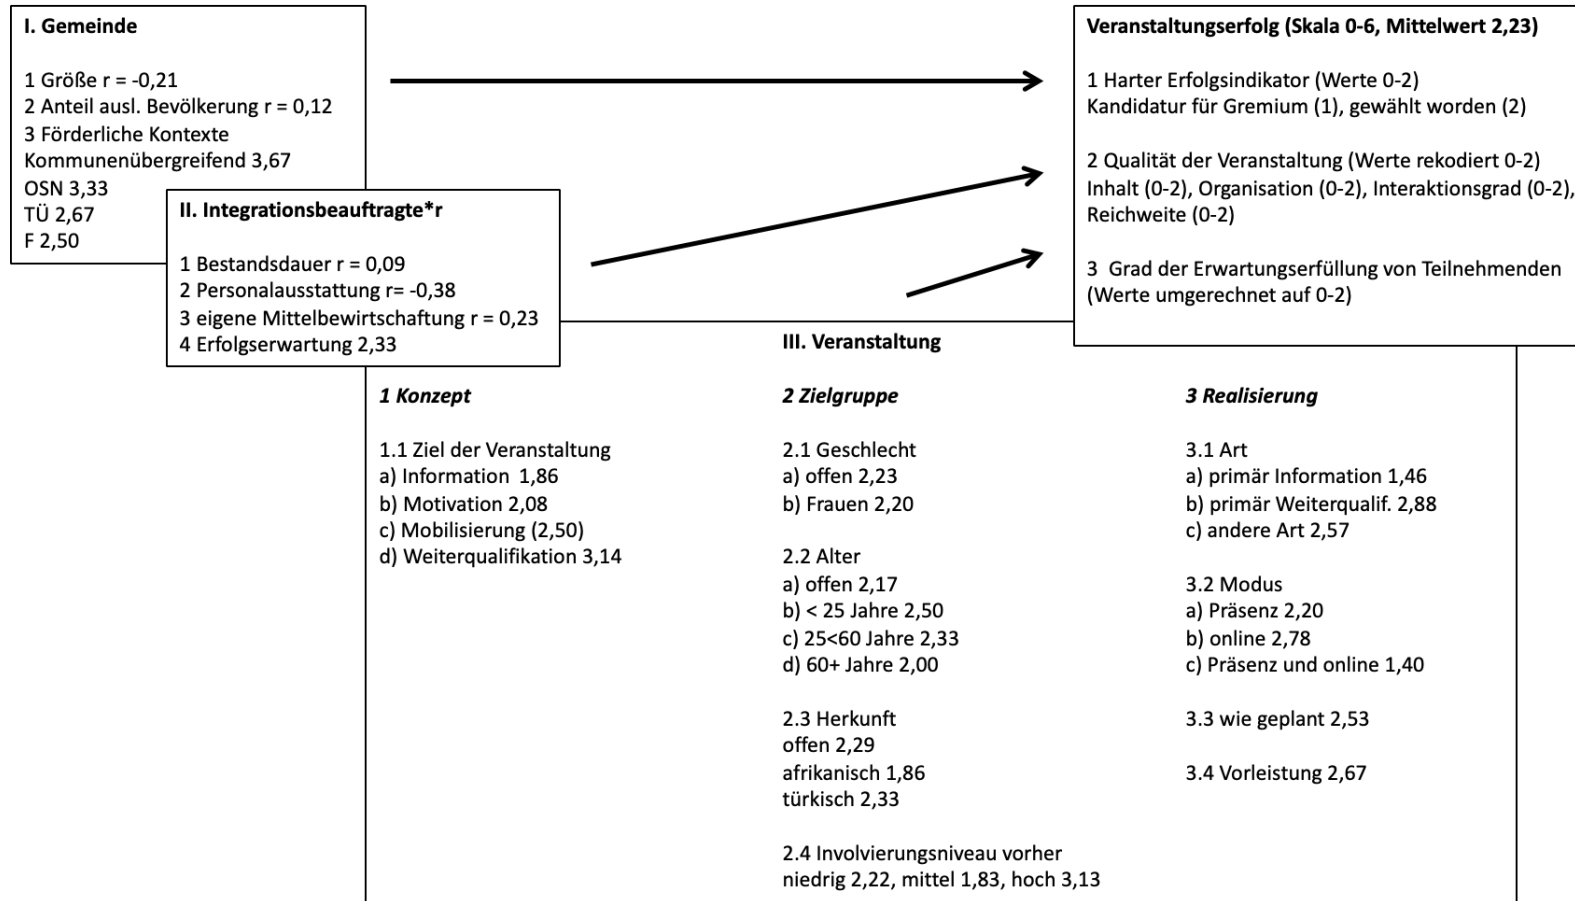 I. Gemeinde
1 Größe r = -0,21
2 Anteil ausl. Bevölkerung r = 0,12
3 Förderliche Kontexte
Kommunenübergreifend 3,67
OSN 3,33
TÜ 2,67
F 2,50
II. Integrationsbeauftragte*r
1 Bestandsdauer r = 0,09
2 Personalausstattung r= -0,38
3 eigene Mittelbewirtschaftung r = 0,23
4 Erfolgserwartung 2,33
Veranstaltungserfolg (Skala 0-6, Mittelwert 2,23)
1 Harter Erfolgsindikator (Werte 0-2)
Kandidatur für Gremium (1), gewählt worden (2)
2 Qualität der Veranstaltung (Werte rekodiert 0-2)
Inhalt (0-2), Organisation (0-2), Interaktionsgrad (0-2),
Reichweite (0-2)
3 Grad der Erwartungserfüllung von Teilnehmenden
(Werte umgerechnet auf 0-2)
III. Veranstaltung
1 Konzept
1.1 Ziel der Veranstaltung
a) Information 1,86
b) Motivation 2,08
c) Mobilisierung (2,50)
d) Weiterqualifikation 3,14
2 Zielgruppe
2.1 Geschlecht
a) offen 2,23
b) Frauen 2,20
2.2 Alter
a) offen 2,17
b) < 25 Jahre 2,50
c) 25<60 Jahre 2,33
d) 60+ Jahre 2,00
2.3 Herkunft
offen 2,29
afrikanisch 1,86
türkisch 2,33
2.4 Involvierungsniveau vorher
niedrig 2,22, mittel 1,83, hoch 3,13
3 Realisierung
3.1 Art
a) primär Information 1,46
b) primär Weiterqualif. 2,88
c) andere Art 2,57
3.2 Modus
a) Präsenz 2,20
b) online 2,78
c) Präsenz und online 1,40
3.3 wie geplant 2,53
3.4 Vorleistung 2,67